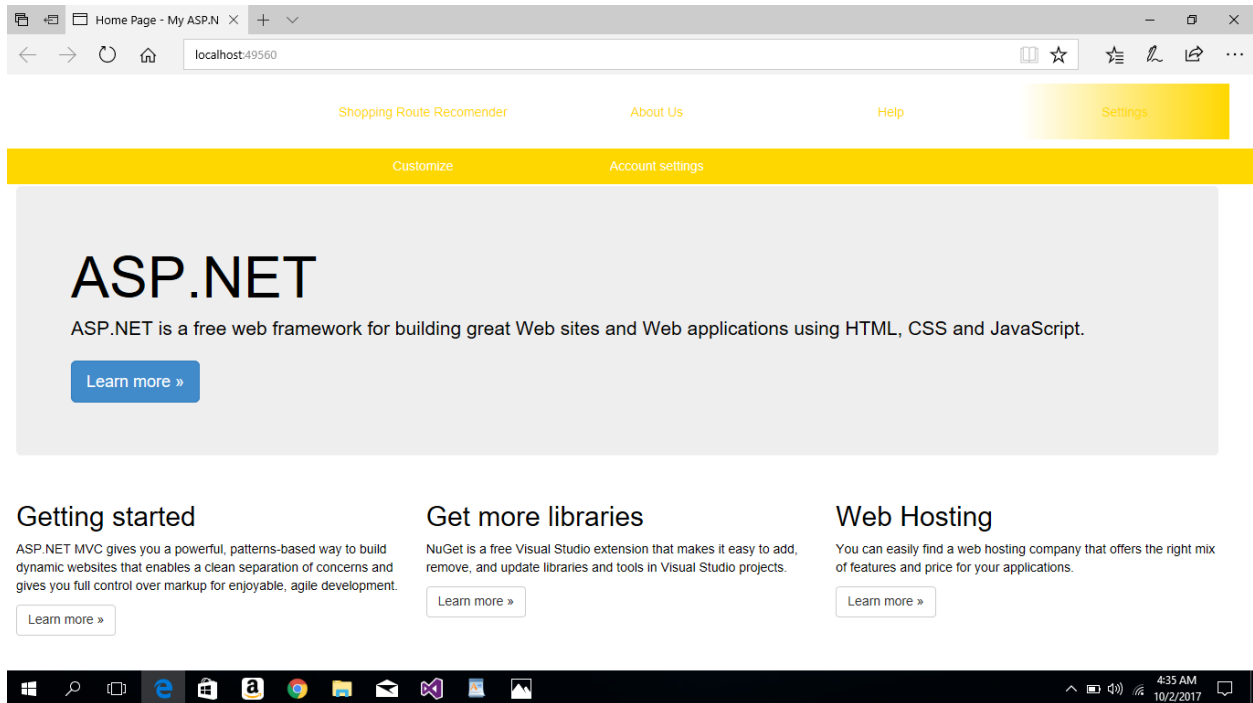 Home Page - My ASP.N
localhost:49560
Shopping Route Recomender About Us Help Settings
Customize Account settings
ASP.NET
ASP.NET is a free web framework for building great Web sites and Web applications using HTML, CSS and JavaScript.
Learn more »
Getting started
ASP.NET MVC gives you a powerful, patterns-based way to build
dynamic websites that enables a clean separation of concerns and
gives you full control over markup for enjoyable, agile development.
Learn more »
Get more libraries
NuGet is a free Visual Studio extension that makes it easy to add,
remove, and update libraries and tools in Visual Studio projects.
Learn more »
Web Hosting
You can easily find a web hosting company that offers the right mix
of features and price for your applications.
Learn more »
4:35 AM
10/2/2017